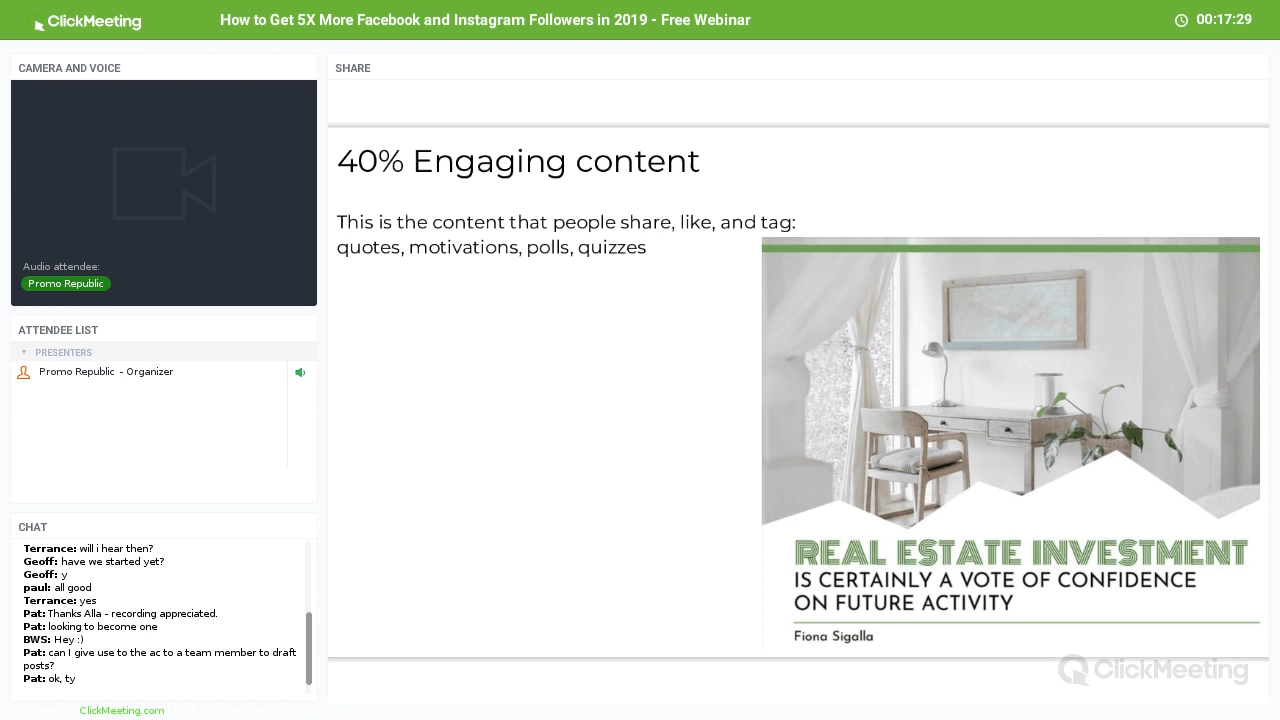 ClickMeeting
How to Get 5X More Facebook and Instagram Followers in 2019 - Free Webinar
00:17:29
CAMERA AND VOICE
Audio attendee:
Promo Republic
ATTENDEE LIST
PRESENTERS
Promo Republic - Organizer
CHAT
Terrance: will i hear then?
Geoff: have we started yet?
Geoff: y
paul: all good
Terrance: yes
Pat: Thanks Alla - recording appreciated.
Pat: looking to become one
BWS: Hey :)
Pat: can I give use to the ac to a team member to draft
posts?
Pat: ok, ty
ClickMeeting.com
SHARE
40% Engaging content
This is the content that people share, like, and tag:
quotes, motivations, polls, quizzes
REAL ESTATE INVESTMENT
IS CERTAINLY A VOTE OF CONFIDENCE
ON FUTURE ACTIVITY
Fiona Sigalla
ClickMeeting